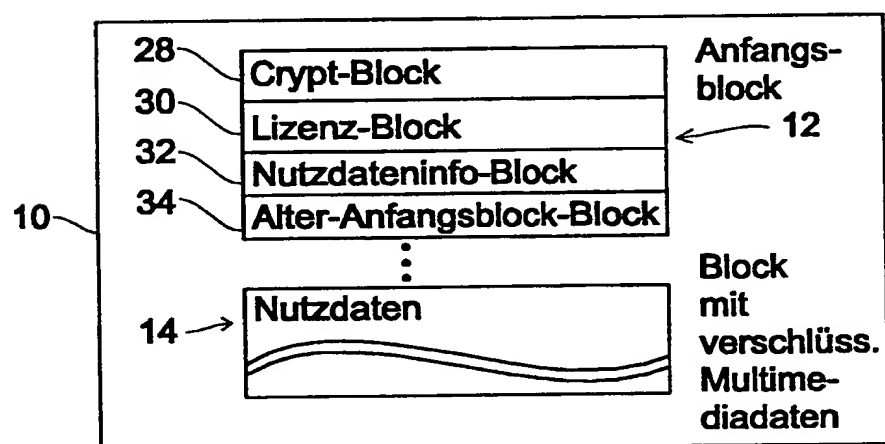 28
Crypt-Block
Anfangs-
block
30
Lizenz-Block
12
32
Nutzdateninfo-Block
10
34
Alter-Anfangsblock-Block
14
Nutzdaten
Block
mit
verschlüss.
Multime-
diadaten